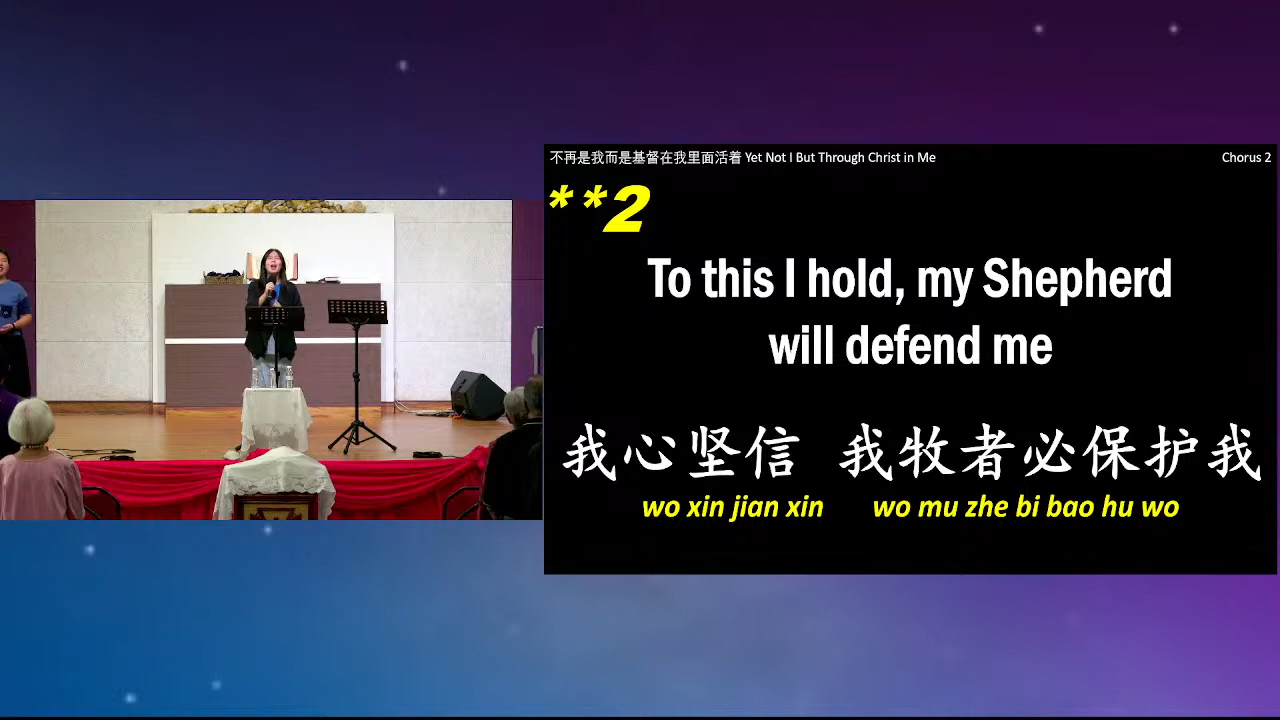 不再是我而是基督在我里面活着 Yet Not I But Through Christ in Me
Chorus 2
**2
To this I hold, my Shepherd
will defend me
我心坚信 我牧者必保护我
wo xin jian xin wo mu zhe bi bao hu wo